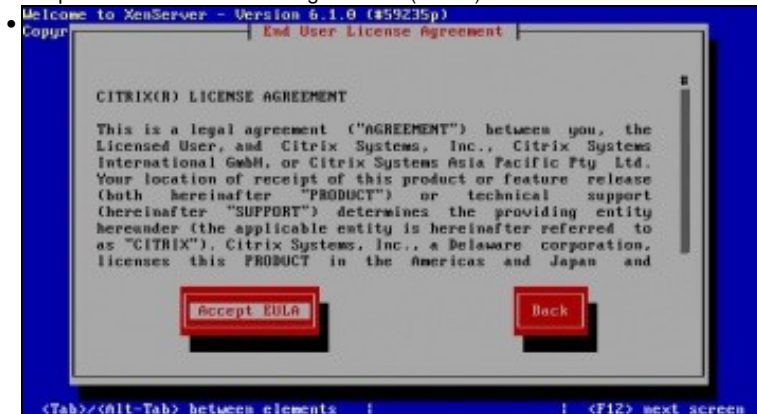 Welcome to XenServer - Version 6.1.0 (#59235p)
Copyr
End User License Agreement
CITRIX(R) LICENSE AGREEMENT
This is a legal agreement ("AGREEMENT") between you, the
Licensed User, and Citrix Systems, Inc., Citrix Systems
International GmbH, or Citrix Systems Asia Pacific Pty Ltd.
Your location of receipt of this product or feature release
(both hereinafter "PRODUCT") or technical support
(hereinafter "SUPPORT") determines the providing entity
hereunder (the applicable entity is hereinafter referred to
as "CITRIX"). Citrix Systems, Inc., a Delaware corporation,
licenses this PRODUCT in the Americas and Japan and
Accept EULA Back
<Tab>/<Alt-Tab> between elements | | <F12> next screen